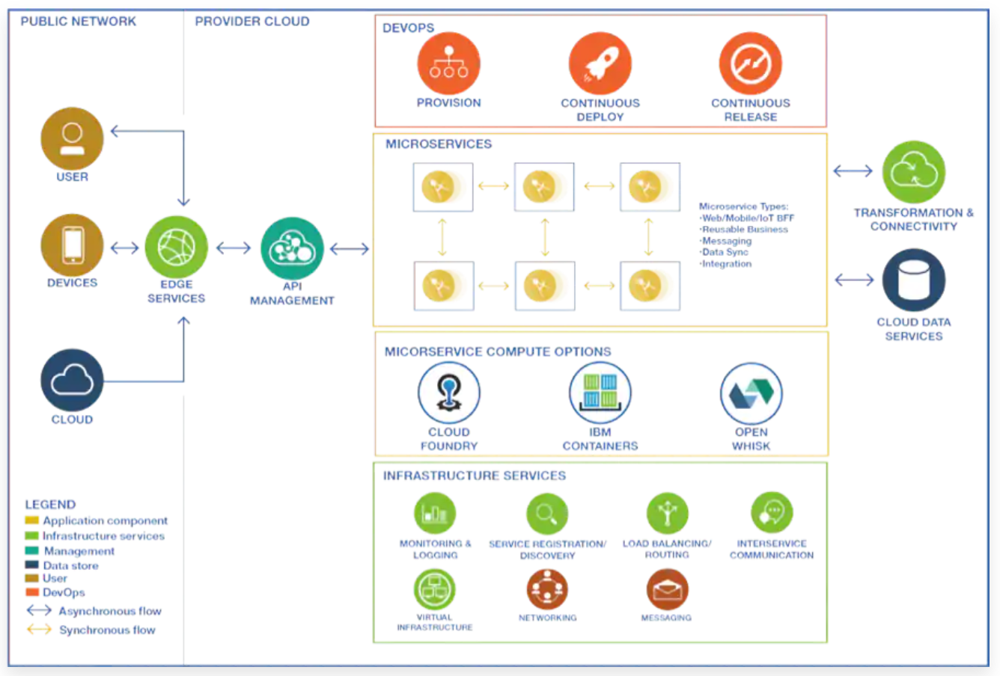 PUBLIC NETWORK
PROVIDER CLOUD
DEVOPS
PROVISION
CONTINUOUS
DEPLOY
CONTINUOUS
RELEASE
USER
DEVICES
CLOUD
EDGE
SERVICES
API
MANAGEMENT
MICROSERVICES
Microservice Types:
·Web/Mobile/IoT BFF
·Reusable Business
·Messaging
·Data Sync
·Integration
TRANSFORMATION &
CONNECTIVITY
CLOUD DATA
SERVICES
MICORSERVICE COMPUTE OPTIONS
CLOUD
FOUNDRY
IBM
CONTAINERS
OPEN
WHISK
INFRASTRUCTURE SERVICES
MONITORING &
LOGGING
SERVICE REGISTRATION/
DISCOVERY
LOAD BALANCING/
ROUTING
INTERSERVICE
COMMUNICATION
VIRTUAL
INFRASTRUCTURE
NETWORKING
MESSAGING
LEGEND
Application component
Infrastructure services
Management
Data store
User
DevOps
Asynchronous flow
Synchronous flow